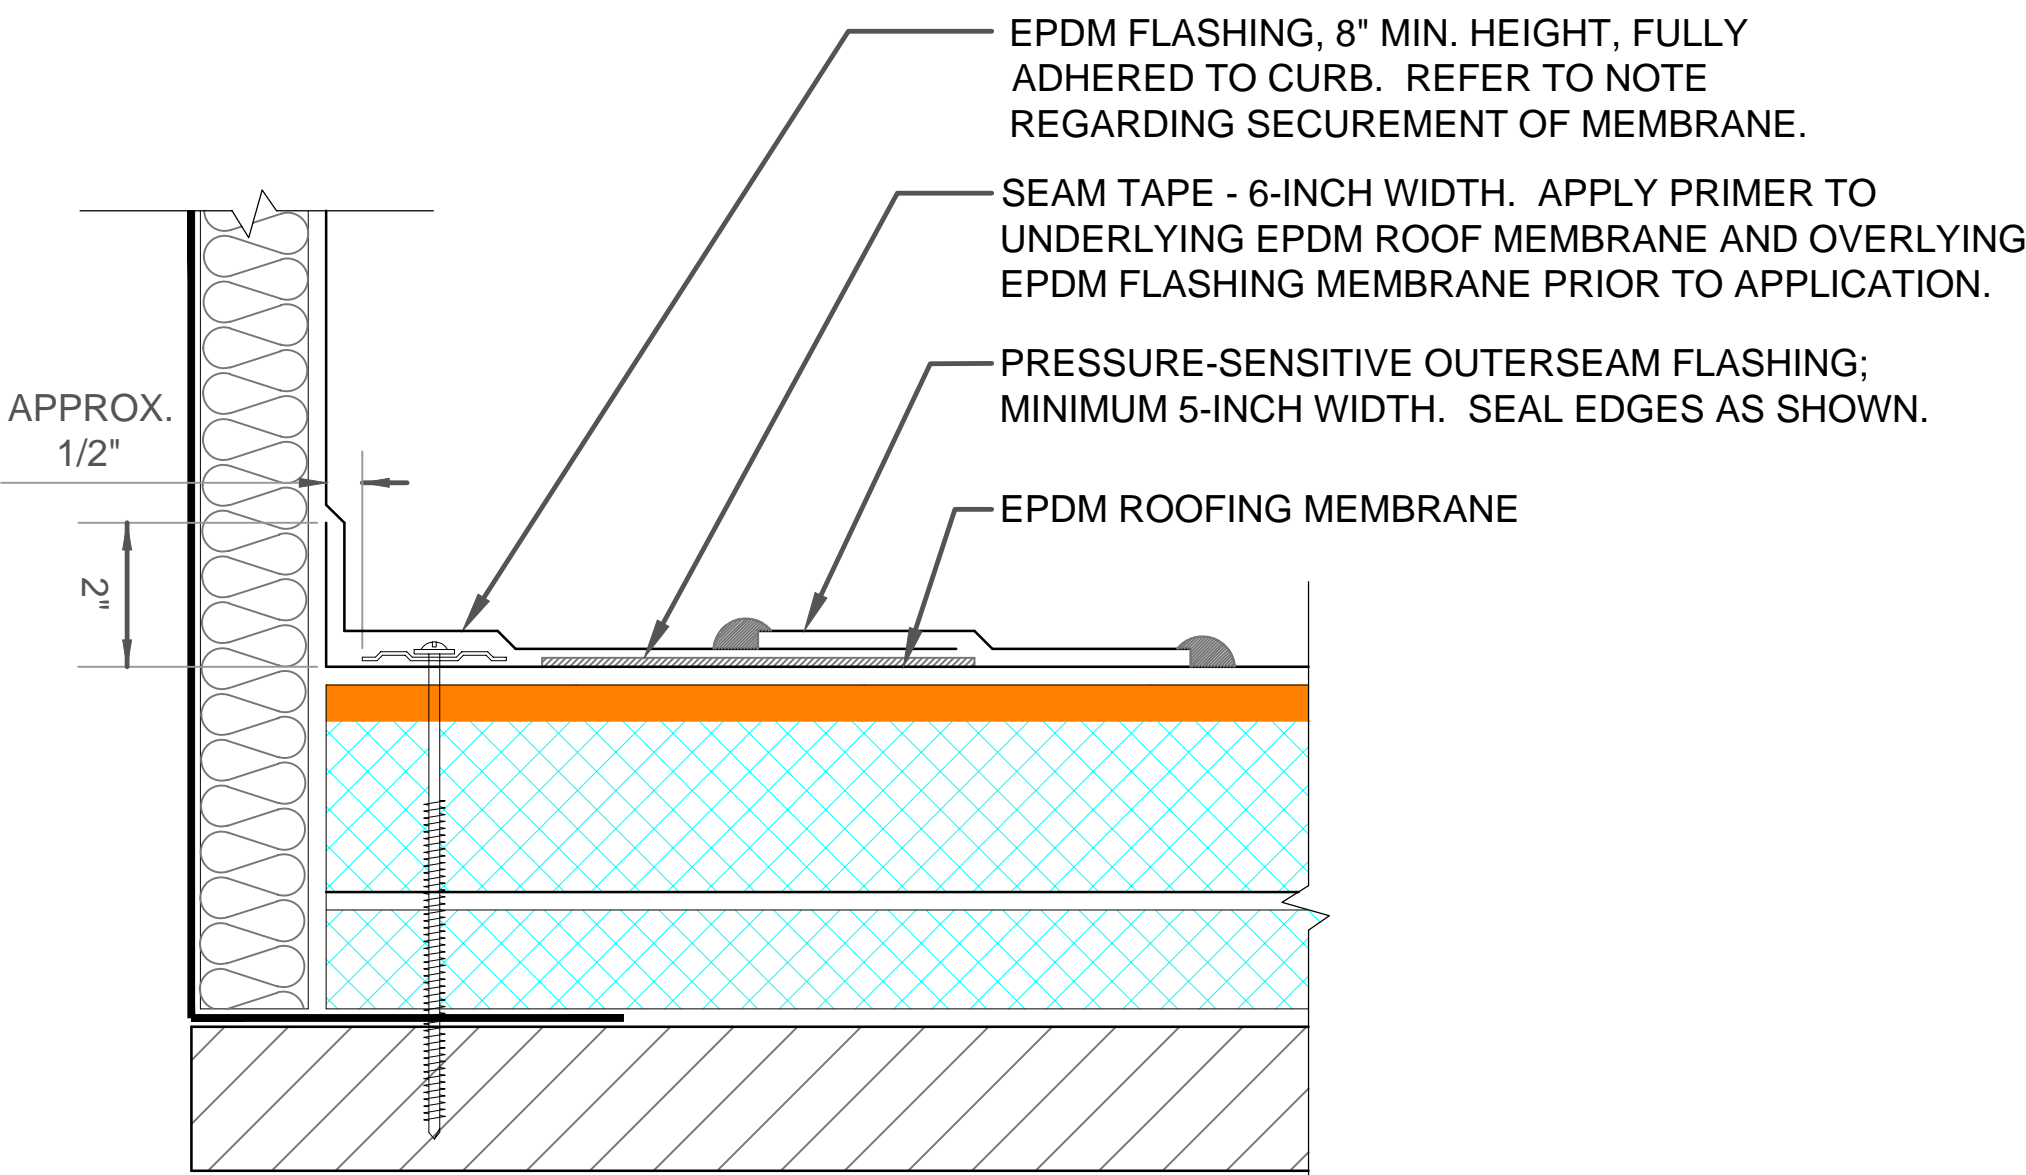 EPDM FLASHING, 8" MIN. HEIGHT, FULLY
ADHERED TO CURB.  REFER TO NOTE
REGARDING SECUREMENT OF MEMBRANE.
SEAM TAPE - 6-INCH WIDTH.  APPLY PRIMER TO
UNDERLYING EPDM ROOF MEMBRANE AND OVERLYING
EPDM FLASHING MEMBRANE PRIOR TO APPLICATION.
PRESSURE-SENSITIVE OUTERSEAM FLASHING;
MINIMUM 5-INCH WIDTH.  SEAL EDGES AS SHOWN.
APPROX.
1/2"
EPDM ROOFING MEMBRANE
2"